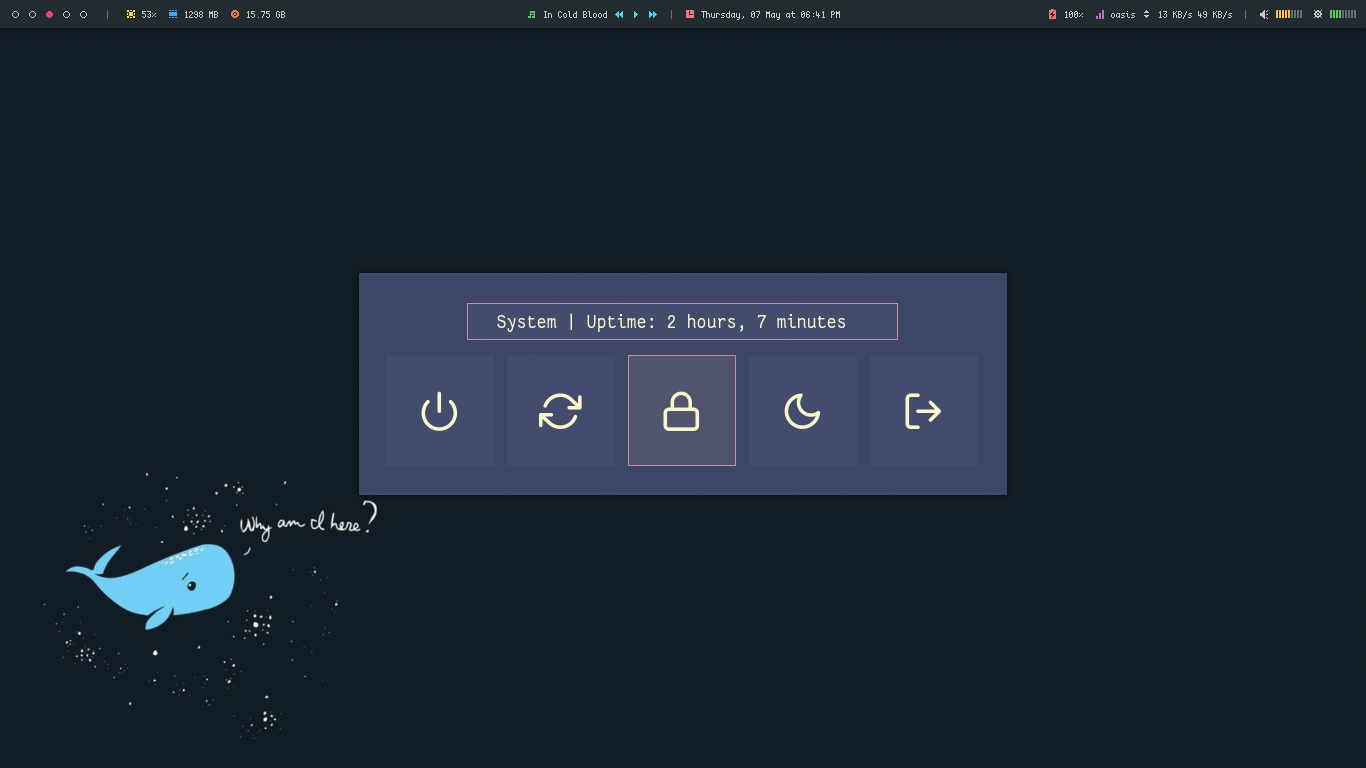 53% 1298 MB 15.75 GB In Cold Blood Thursday, 07 May at 06:41 PM 100% oasis 13 KB/s 49 KB/s
System | Uptime: 2 hours, 7 minutes
Why am I here?